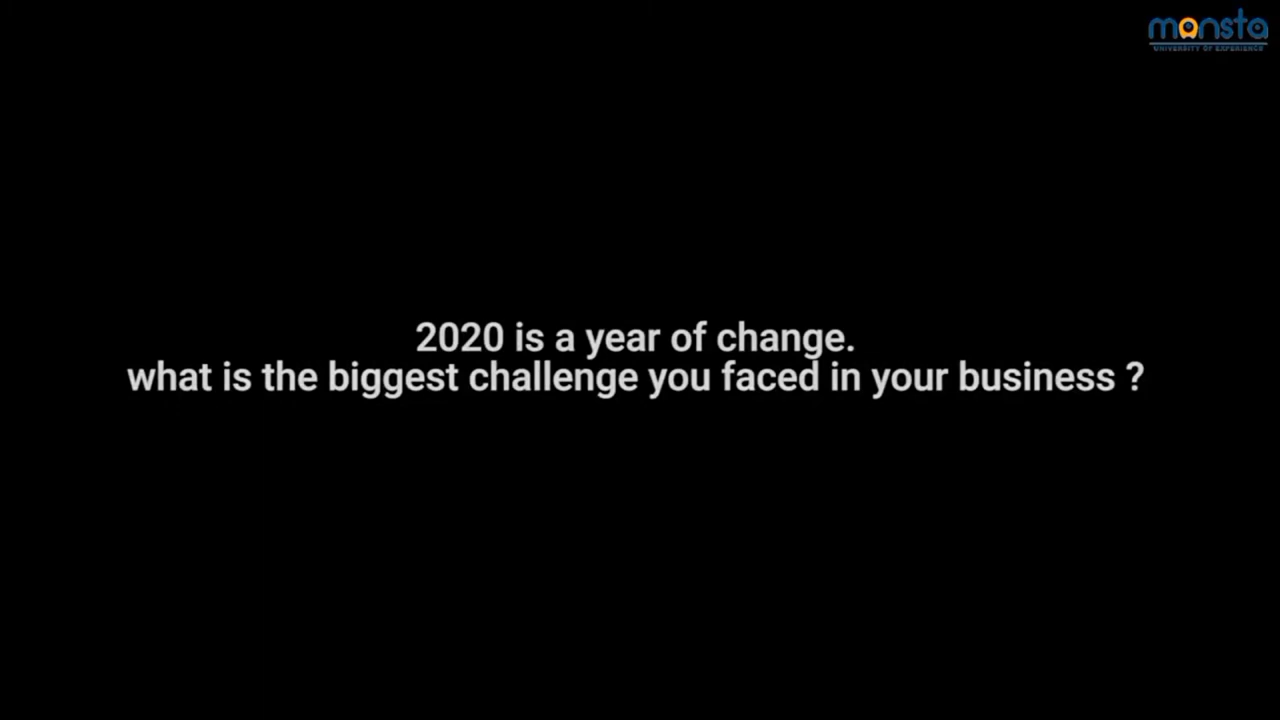 monsta
UNIVERSITY OF EXPERIENCE
2020 is a year of change.
what is the biggest challenge you faced in your business ?